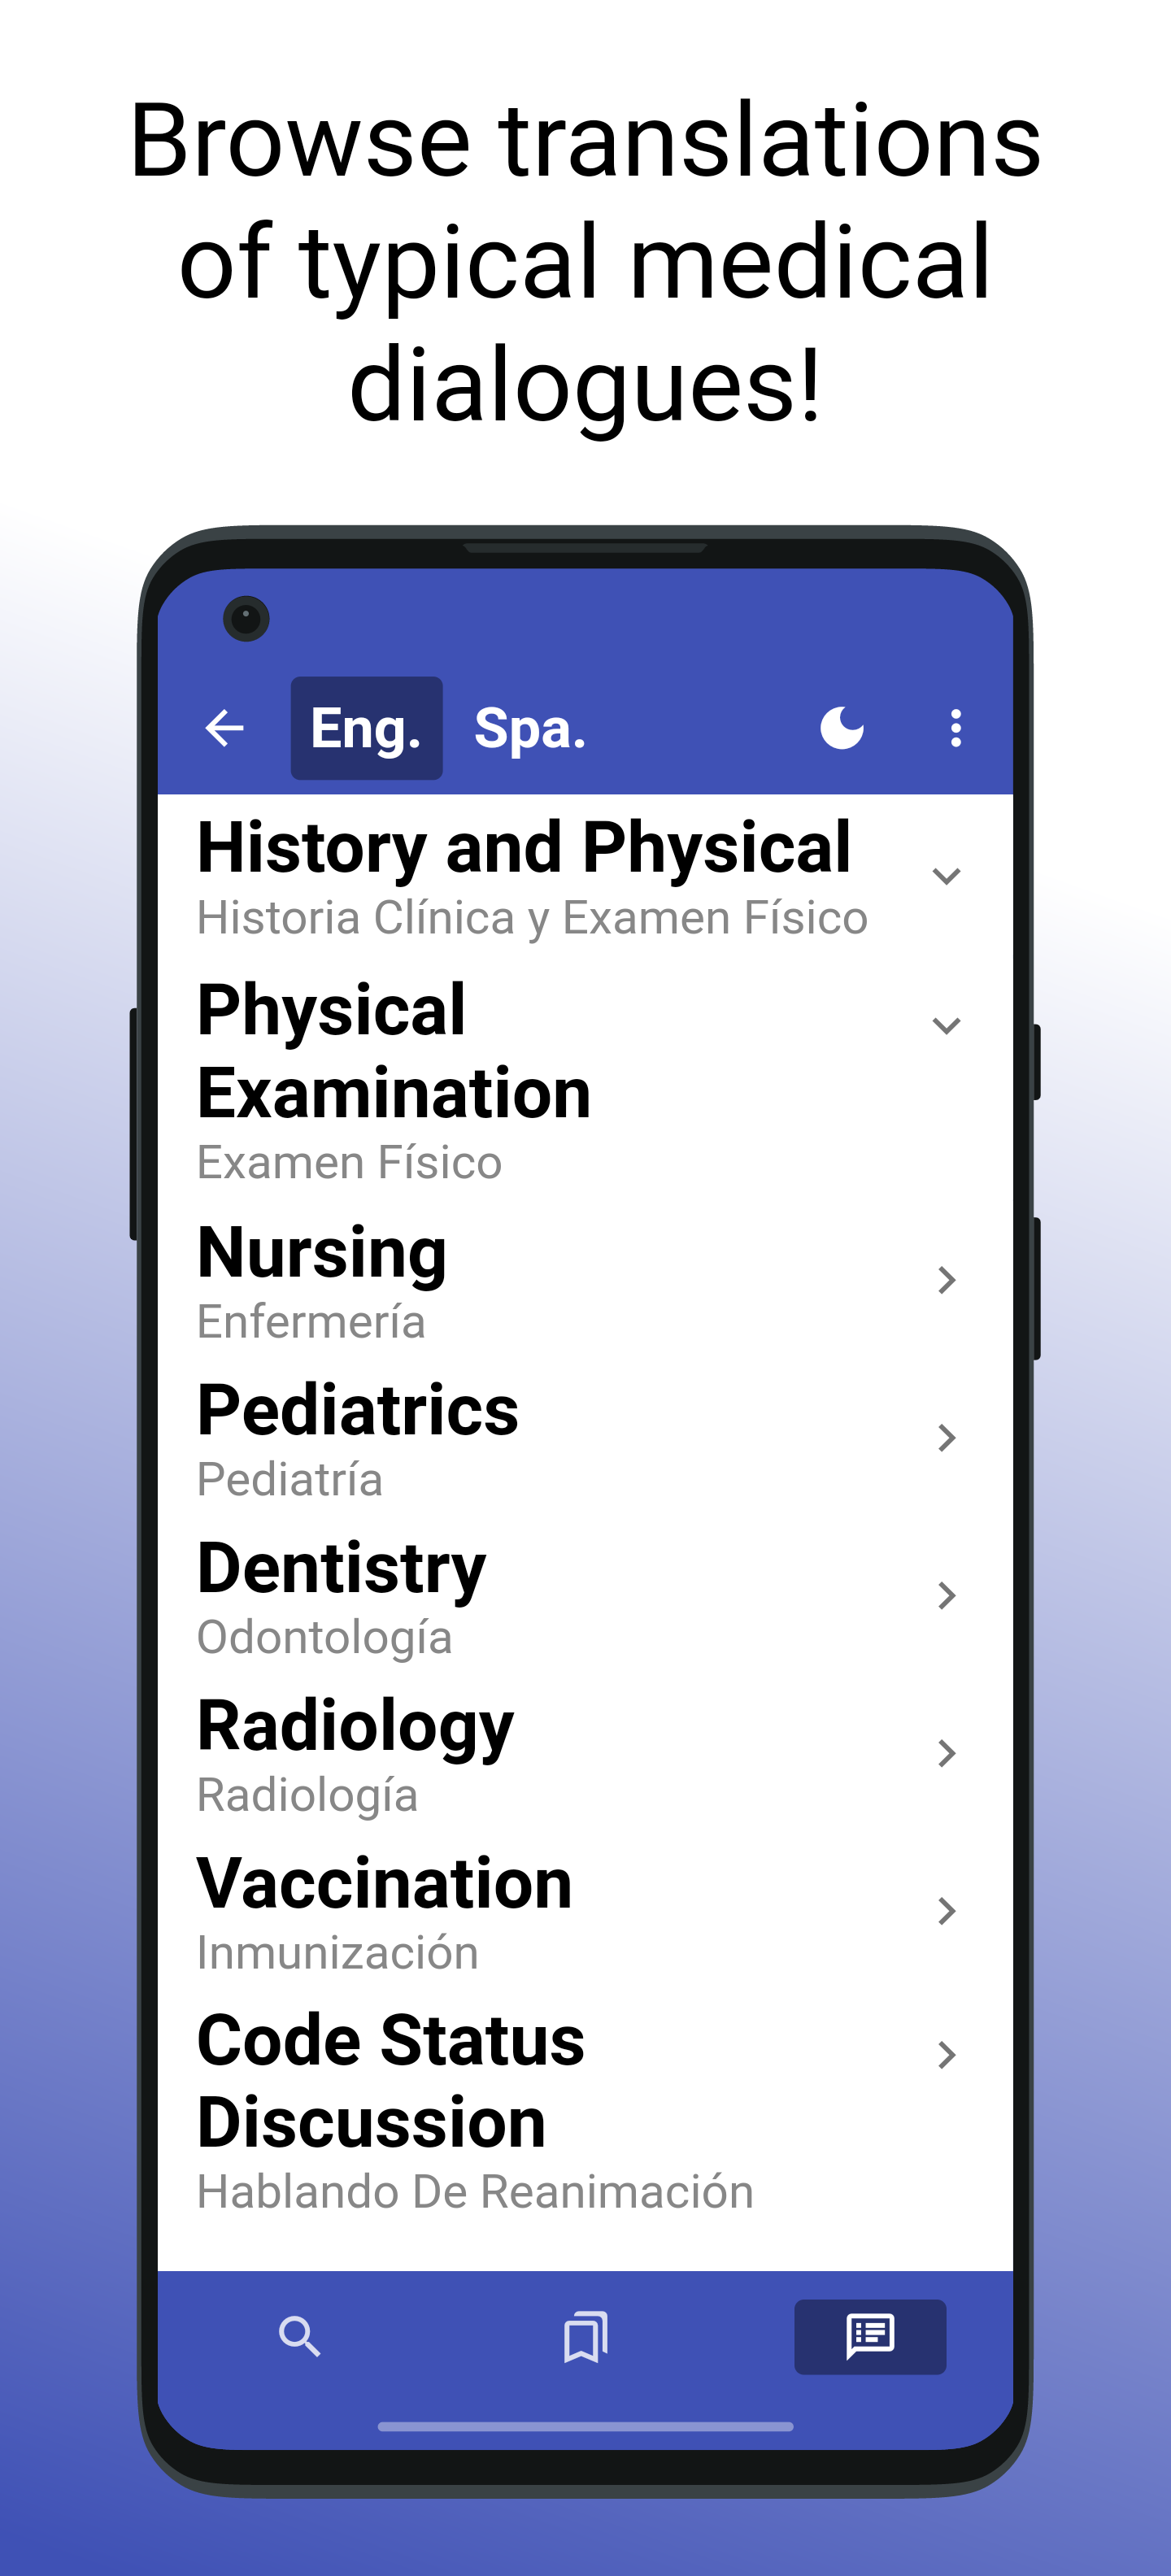 Browse translations
of typical medical
dialogues!
Eng. Spa.
History and Physical
Historia Clínica y Examen Físico
Physical
Examination
Examen Físico
Nursing
Enfermería
Pediatrics
Pediatría
Dentistry
Odontología
Radiology
Radiología
Vaccination
Inmunización
Code Status
Discussion
Hablando De Reanimación